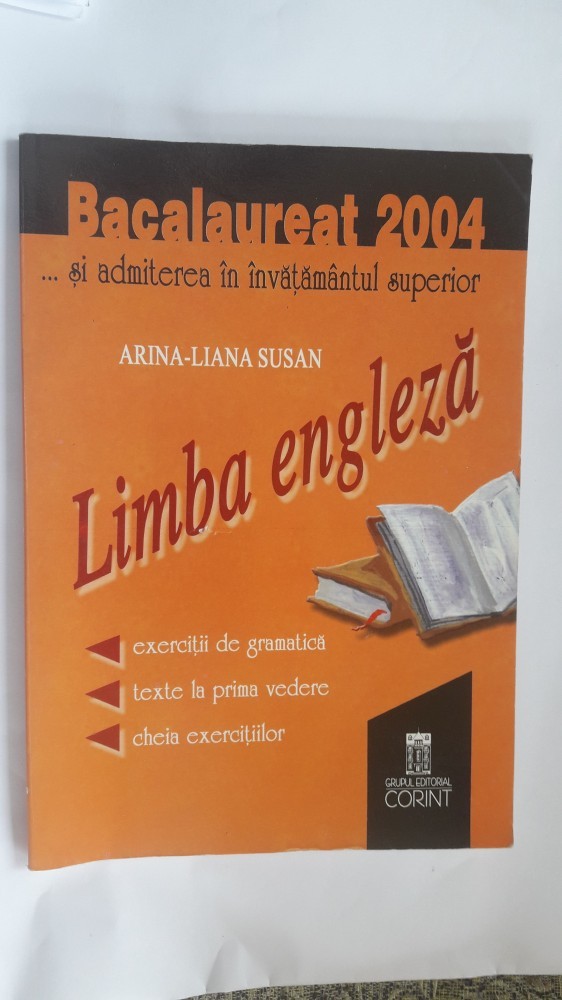 Bacalaureat 2004
... și admiterea în învățământul superior
ARINA-LIANA SUSAN
Limba engleză
exerciții de gramatică
texte la prima vedere
cheia exercițiilor
GRUPUL EDITORIAL
CORINT